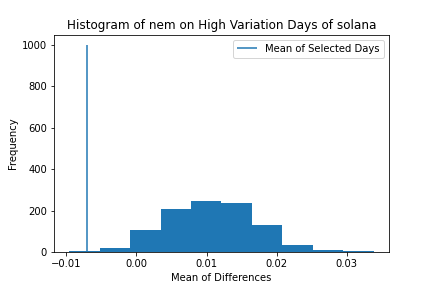 Histogram of nem on High Variation Days of solana
Mean of Selected Days
1000
800
600
400
200
0
Frequency
−0.01 0.00 0.01 0.02 0.03
Mean of Differences